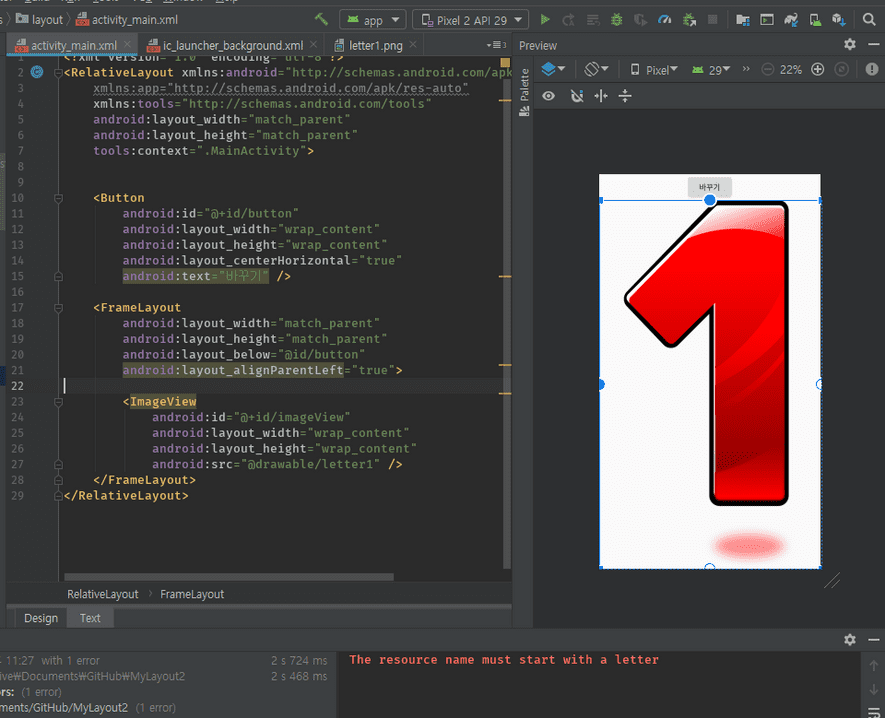 layout activity_main.xml
app
Pixel 2 API 29
activity_main.xml
ic_launcher_background.xml
letter1.png
Preview
1 <?xml version="1.0" encoding="utf-8"?>
2 <RelativeLayout xmlns:android="http://schemas.android.com/apk
3 xmlns:app="http://schemas.android.com/apk/res-auto"
4 xmlns:tools="http://schemas.android.com/tools"
5 android:layout_width="match_parent"
6 android:layout_height="match_parent"
7 tools:context=".MainActivity">
8
9
10 <Button
11 android:id="@+id/button"
12 android:layout_width="wrap_content"
13 android:layout_height="wrap_content"
14 android:layout_centerHorizontal="true"
15 android:text="바꾸기" />
16
17 <FrameLayout
18 android:layout_width="match_parent"
19 android:layout_height="match_parent"
20 android:layout_below="@id/button"
21 android:layout_alignParentLeft="true">
22
23 <ImageView
24 android:id="@+id/imageView"
25 android:layout_width="wrap_content"
26 android:layout_height="wrap_content"
27 android:src="@drawable/letter1" />
28 </FrameLayout>
29 </RelativeLayout>
Palette
Pixel
29
22%
바꾸기
1
RelativeLayout
FrameLayout
Design
Text
11:27 with 1 error
2 s 724 ms
ive₩Documents₩GitHub₩MyLayout2
2 s 468 ms
ors: (1 error)
ments/GitHub/MyLayout2 (1 error)
The resource name must start with a letter